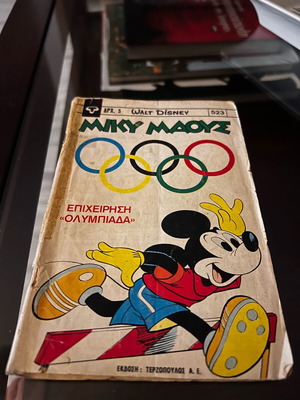 ΔΡΧ. 5 WALT DISNEY 523
ΜΙΚΥ ΜΑΟΥΣ
ΕΠΙΧΕΙΡΗΣΗ
«ΟΛΥΜΠΙΑΔΑ»
ΕΚΔΟΣΗ : ΤΕΡΖΟΠΟΥΛΟΣ Α. Ε.